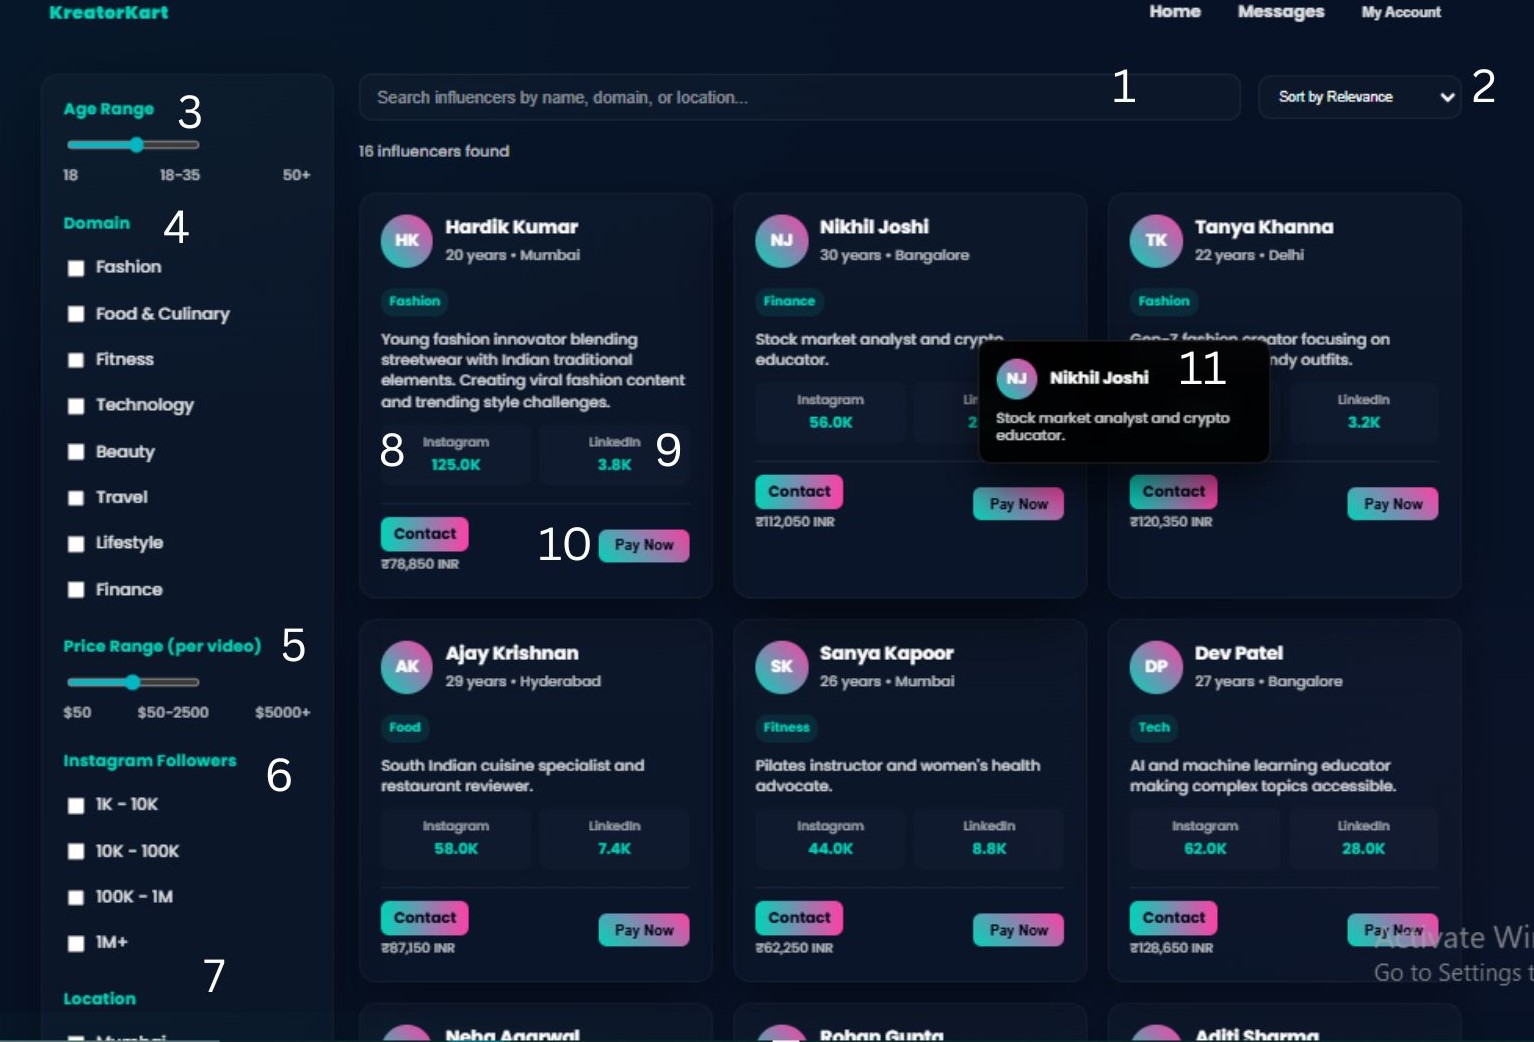 KreatorKart
Home Messages My Account
Age Range 3
18 18-35 50+
Domain 4
Fashion
Food & Culinary
Fitness
Technology
Beauty
Travel
Lifestyle
Finance
Price Range (per video) 5
$50 $50-2500 $5000+
Instagram Followers 6
1K - 10K
10K - 100K
100K - 1M
1M+
7
Location
Mumbai
Search influencers by name, domain, or location... 1
Sort by Relevance 2
16 influencers found
HK Hardik Kumar
20 years • Mumbai
Fashion
Young fashion innovator blending
streetwear with Indian traditional
elements. Creating viral fashion content
and trending style challenges.
8 Instagram LinkedIn 9
125.0K 3.8K
Contact 10 Pay Now
₹78,850 INR
NJ Nikhil Joshi
30 years • Bangalore
Finance
Stock market analyst and crypto
educator.
Instagram
56.0K
Contact Pay Now
₹112,050 INR
NJ Nikhil Joshi 11
Stock market analyst and crypto
educator.
TK Tanya Khanna
22 years • Delhi
Fashion
Gen-Z fashion creator focusing on
outfits.
LinkedIn
3.2K
Contact Pay Now
₹120,350 INR
AK Ajay Krishnan
29 years • Hyderabad
Food
South Indian cuisine specialist and
restaurant reviewer.
Instagram LinkedIn
58.0K 7.4K
Contact Pay Now
₹87,150 INR
SK Sanya Kapoor
26 years • Mumbai
Fitness
Pilates instructor and women's health
advocate.
Instagram LinkedIn
44.0K 8.8K
Contact Pay Now
₹62,250 INR
DP Dev Patel
27 years • Bangalore
Tech
AI and machine learning educator
making complex topics accessible.
Instagram LinkedIn
62.0K 28.0K
Contact Pay Now
₹128,650 INR
Activate Wi
Go to Settings t
Neha Agarwal
Rohan Gupta
Aditi Sharma